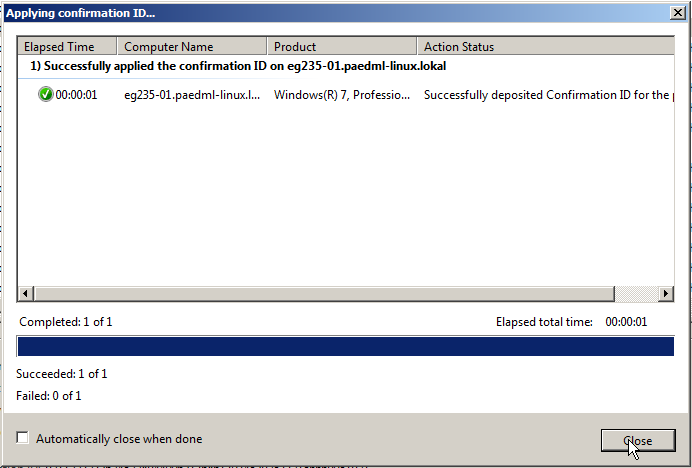 Applying confirmation ID...
Elapsed Time Computer Name Product Action Status
1) Successfully applied the confirmation ID on eg235-01.paedml-linux.lokal
00:00:01 eg235-01.paedml-linux.l... Windows(R) 7, Professio... Successfully deposited Confirmation ID for the
Completed: 1 of 1 Elapsed total time: 00:00:01
Succeeded: 1 of 1
Failed: 0 of 1
Automatically close when done Close